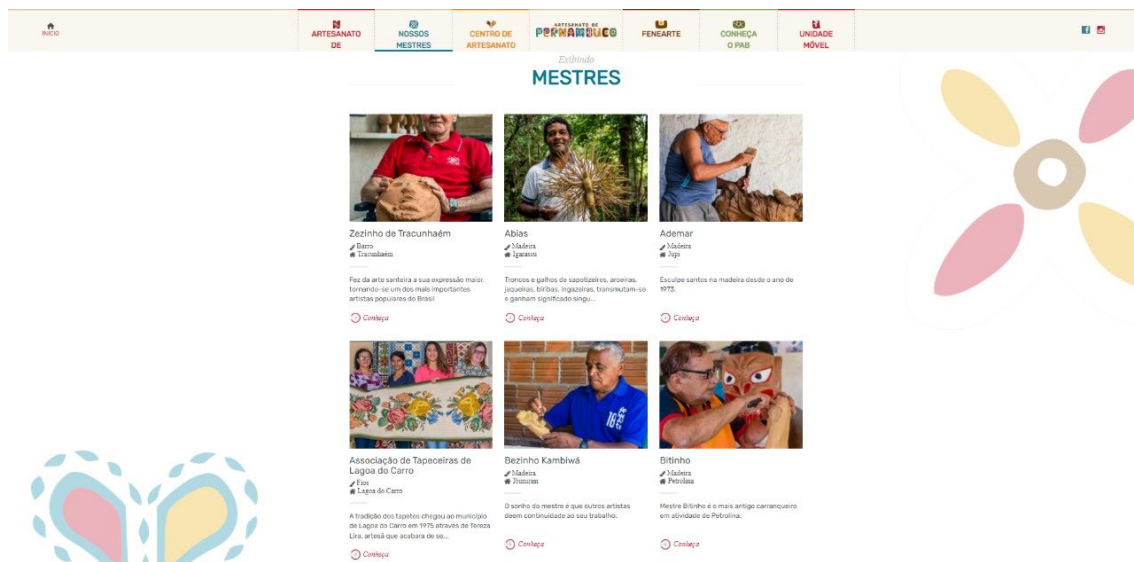 INÍCIO
ARTESANATO
DE
NOSSOS
MESTRES
CENTRO DE
ARTESANATO
ARTESANATO DE
PERNAMBUCO
FENEARTE
CONHEÇA
O PAB
UNIDADE
MÓVEL
Exibindo
MESTRES
Zezinho de Tracunhaém
Barro
Tracunhaém
Fez da arte santeira a sua expressão maior,
tornando-se um dos mais importantes
artistas populares do Brasil
Conheça
Abias
Madeira
Igarassu
Troncos e galhos de sapotizeiros, aroeiras,
jaqueiras, biribas, ingazeiras, transmutam-se
e ganham significado singu...
Conheça
Ademar
Madeira
Jupi
Esculpe santos na madeira desde o ano de
1973.
Conheça
Associação de Tapeceiras de
Lagoa do Carro
Fios
Lagoa do Carro
A tradição dos tapetes chegou ao município
de Lagoa do Carro em 1975 através de Tereza
Lira, artesã que acabara de se...
Conheça
Bezinho Kambiwá
Madeira
Ibimirim
O sonho do mestre é que outros artistas
deem continuidade ao seu trabalho.
Conheça
Bitinho
Madeira
Petrolina
Mestre Bitinho é o mais antigo carranqueiro
em atividade de Petrolina.
Conheça